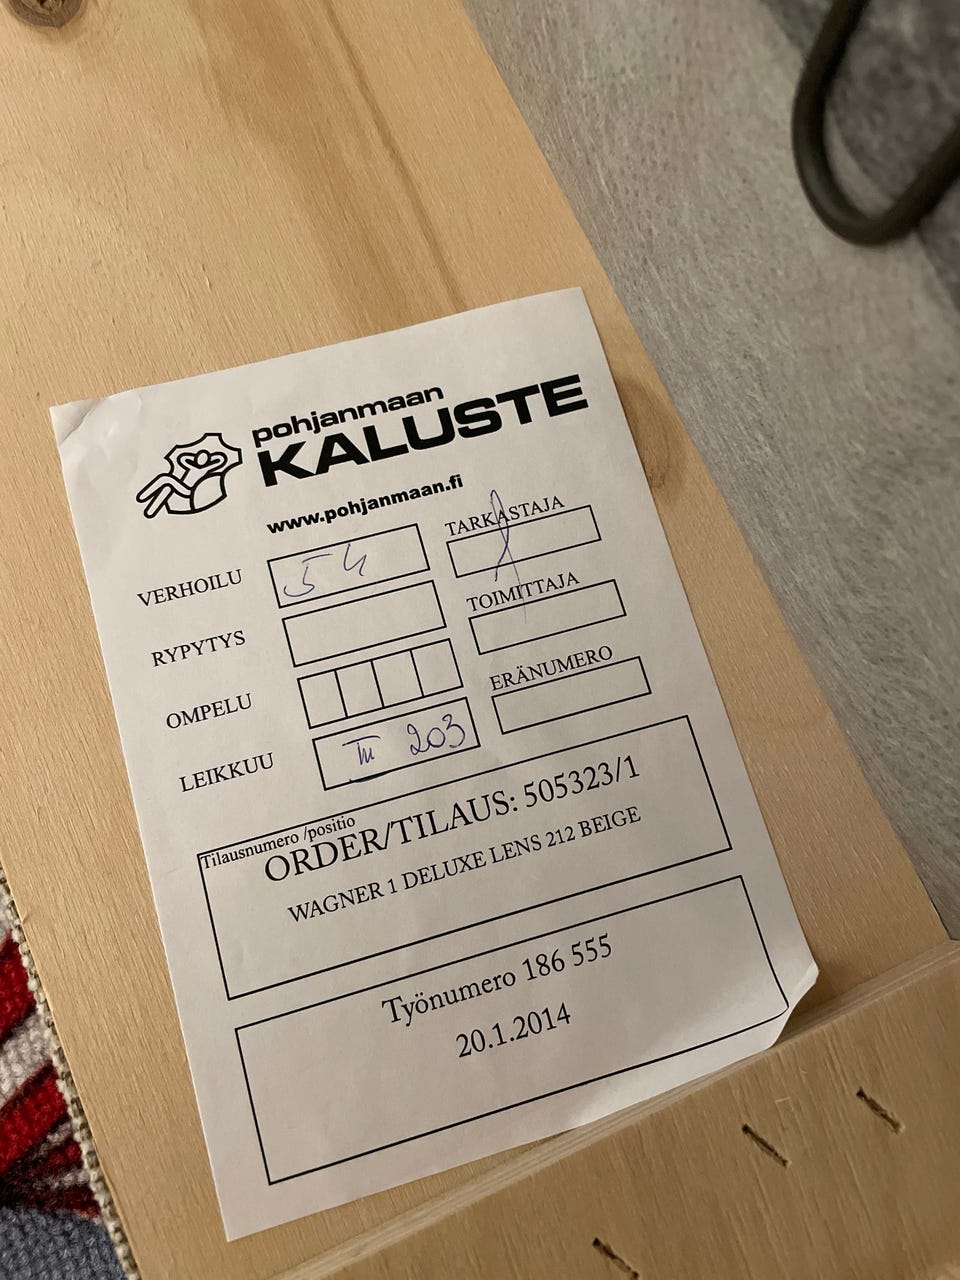 pohjanmaan
KALUSTE
www.pohjanmaan.fi
VERHOILU
TARKASTAJA
RYPYTYS
TOIMITTAJA
OMPELU
ERÄNUMERO
LEIKKUU III 203
Tilausnumero /positio
ORDER/TILAUS: 505323/1
WAGNER 1 DELUXE LENS 212 BEIGE
Työnumero 186 555
20.1.2014